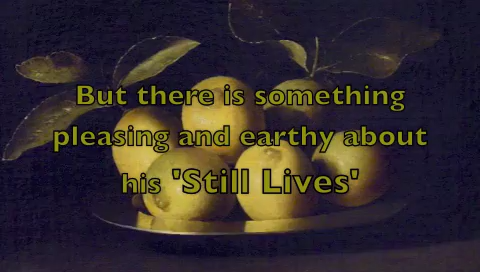 But there is something
pleasing and earthy about
his 'Still Lives'